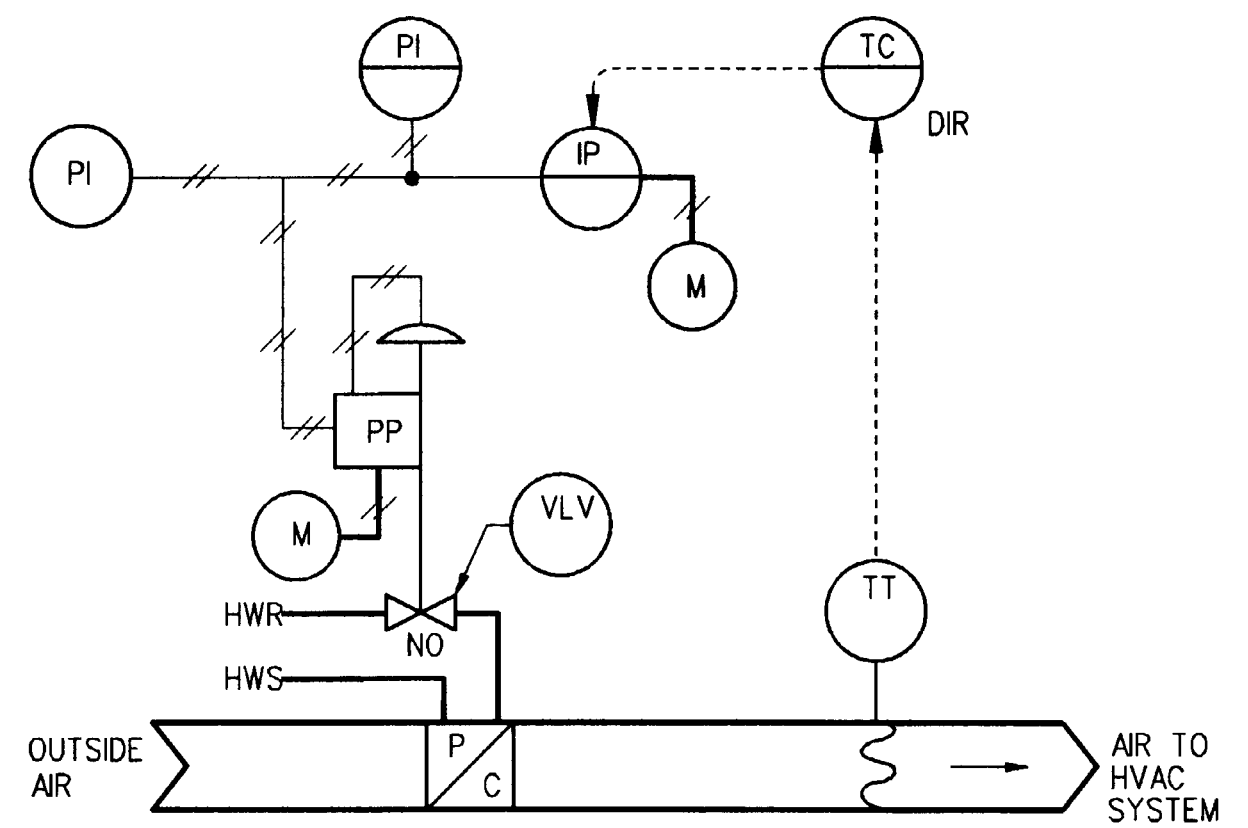 PI
TC
DIR
PI
IP
M
PP
M
VLV
HWR
NO
TT
HWS
OUTSIDE
AIR
P
C
AIR TO
HVAC
SYSTEM